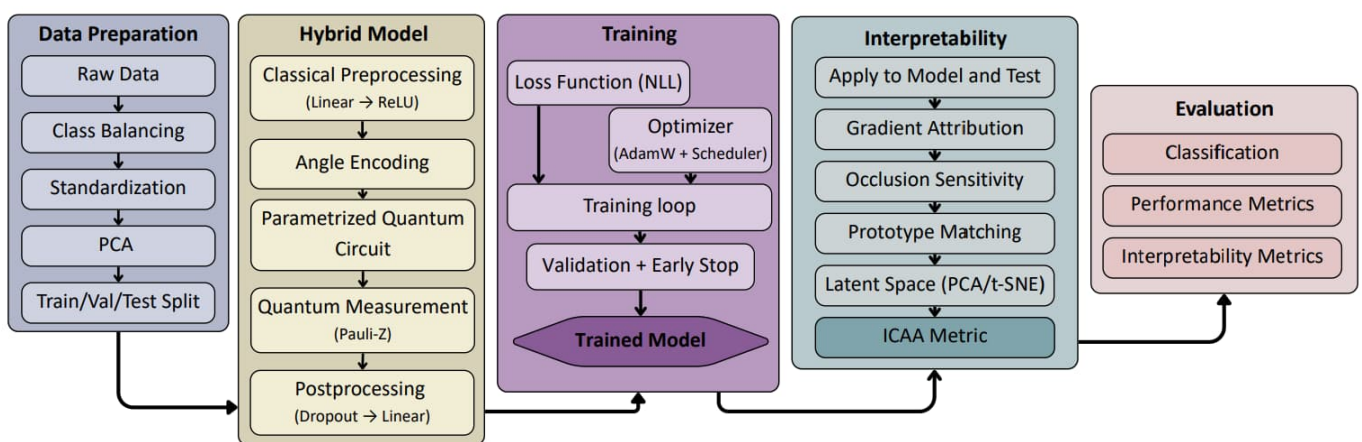 Data Preparation
Raw Data
Class Balancing
Standardization
PCA
Train/Val/Test Split
Hybrid Model
Classical Preprocessing
(Linear → ReLU)
Angle Encoding
Parametrized Quantum
Circuit
Quantum Measurement
(Pauli-Z)
Postprocessing
(Dropout → Linear)
Training
Loss Function (NLL)
Optimizer
(AdamW + Scheduler)
Training loop
Validation + Early Stop
Trained Model
Interpretability
Apply to Model and Test
Gradient Attribution
Occlusion Sensitivity
Prototype Matching
Latent Space (PCA/t-SNE)
ICAA Metric
Evaluation
Classification
Performance Metrics
Interpretability Metrics